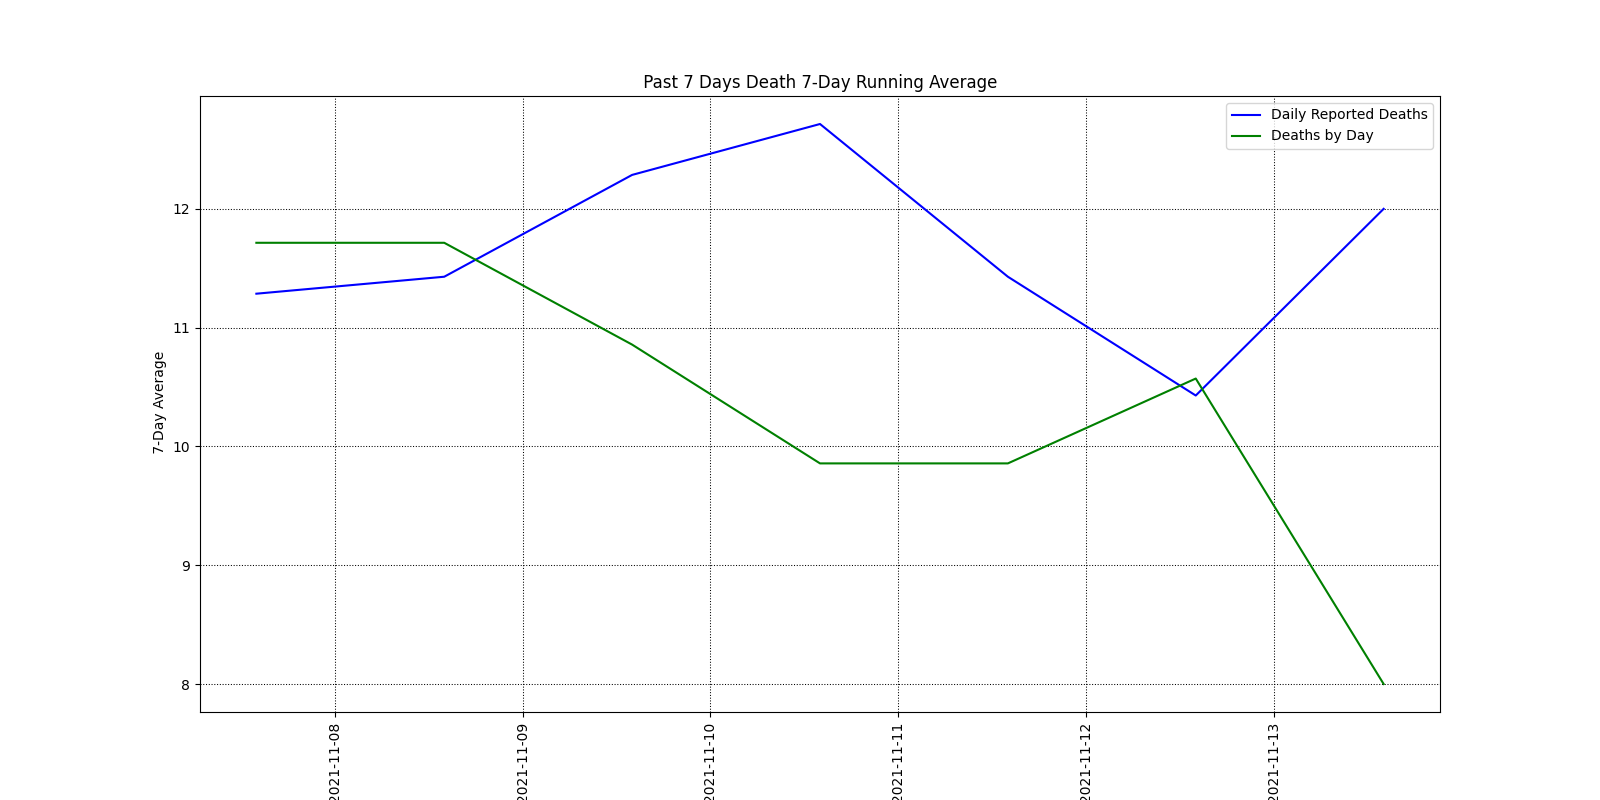 Past 7 Days Death 7-Day Running Average
Daily Reported Deaths
Deaths by Day
7-Day Average
12
11
10
9
8
2021-11-08
2021-11-09
2021-11-10
2021-11-11
2021-11-12
2021-11-13